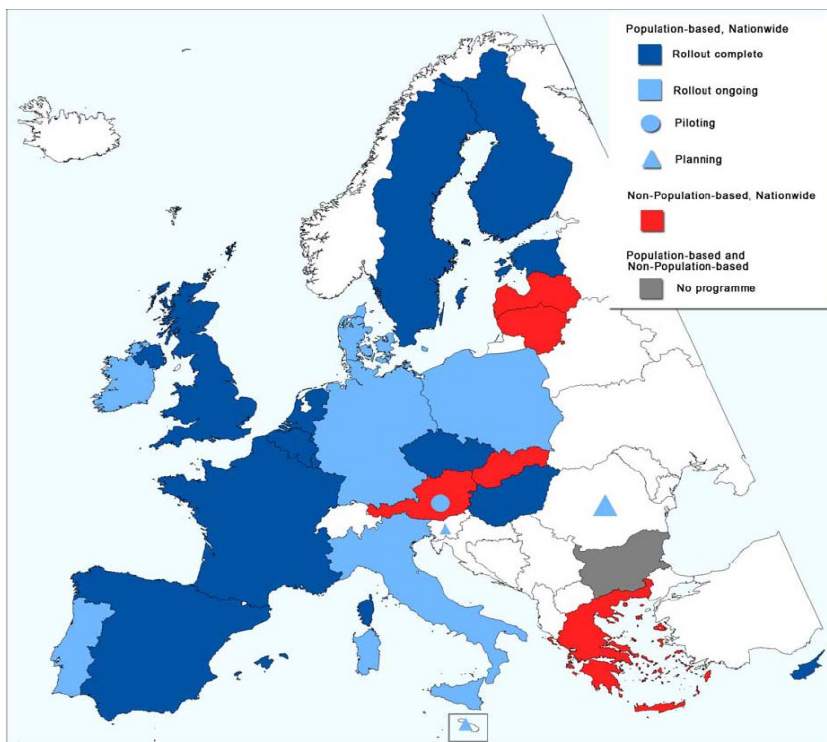 Population-based, Nationwide
Rollout complete
Rollout ongoing
Piloting
Planning
Non-Population-based, Nationwide
Population-based and
Non-Population-based
No programme